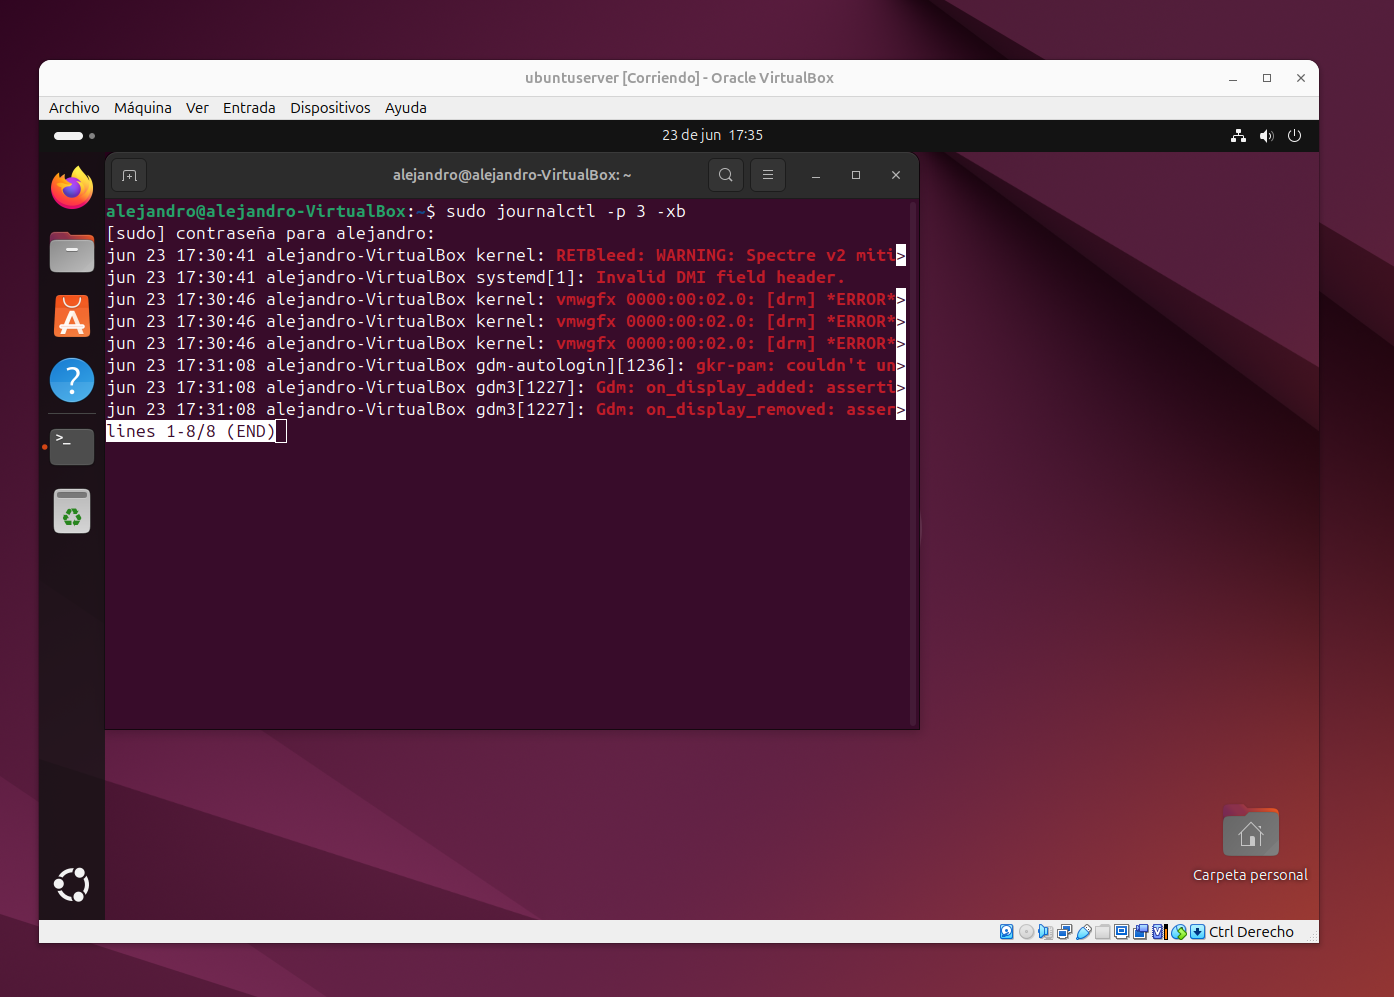 ubuntuserver [Corriendo] - Oracle VirtualBox
Archivo Máquina Ver Entrada Dispositivos Ayuda
23 de jun 17:35
alejandro@alejandro-VirtualBox: ~
alejandro@alejandro-VirtualBox:~$ sudo journalctl -p 3 -xb
[sudo] contraseña para alejandro:
jun 23 17:30:41 alejandro-VirtualBox kernel: RETBleed: WARNING: Spectre v2 miti>
jun 23 17:30:41 alejandro-VirtualBox systemd[1]: Invalid DMI field header.
jun 23 17:30:46 alejandro-VirtualBox kernel: vmwgfx 0000:00:02.0: [drm] *ERROR*>
jun 23 17:30:46 alejandro-VirtualBox kernel: vmwgfx 0000:00:02.0: [drm] *ERROR*>
jun 23 17:30:46 alejandro-VirtualBox kernel: vmwgfx 0000:00:02.0: [drm] *ERROR*>
jun 23 17:31:08 alejandro-VirtualBox gdm-autologin][1236]: gkr-pam: couldn't un>
jun 23 17:31:08 alejandro-VirtualBox gdm3[1227]: Gdm: on_display_added: asserti>
jun 23 17:31:08 alejandro-VirtualBox gdm3[1227]: Gdm: on_display_removed: asser>
lines 1-8/8 (END)
Carpeta personal
Ctrl Derecho